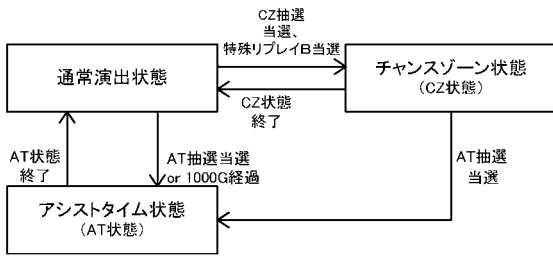 CZ抽選
当選、
特殊リプレイB当選
通常演出状態
チャンスゾーン状態
(CZ状態)
CZ状態
終了
AT状態
終了
AT抽選当選
or 1000G経過
AT抽選
当選
アシストタイム状態
(AT状態)